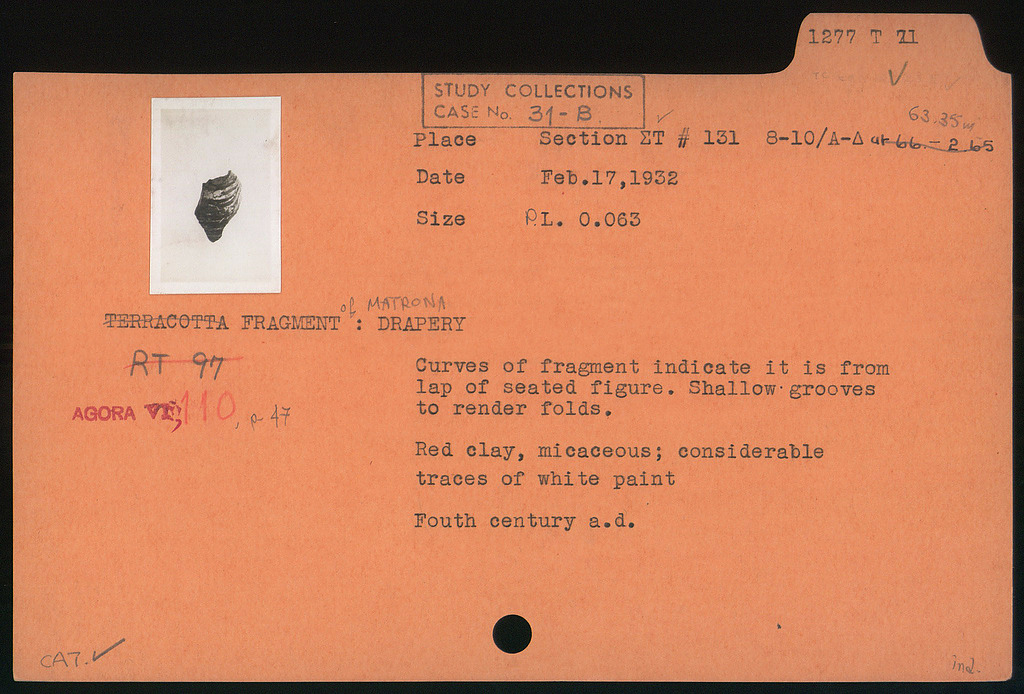 1277 T 71
STUDY COLLECTIONS
CASE No. 31-B
63.35m
Place Section ΣT # 131 8-10/A-Δ at 66.-2.65
Date Feb.17,1932
Size P.L. 0.063
of MATRONA
TERRACOTTA FRAGMENT : DRAPERY
RT 97
AGORA VI, 110, p 47
Curves of fragment indicate it is from
lap of seated figure. Shallow grooves
to render folds.
Red clay, micaceous; considerable
traces of white paint
Fouth century a.d.
CAT. ✓
ind.